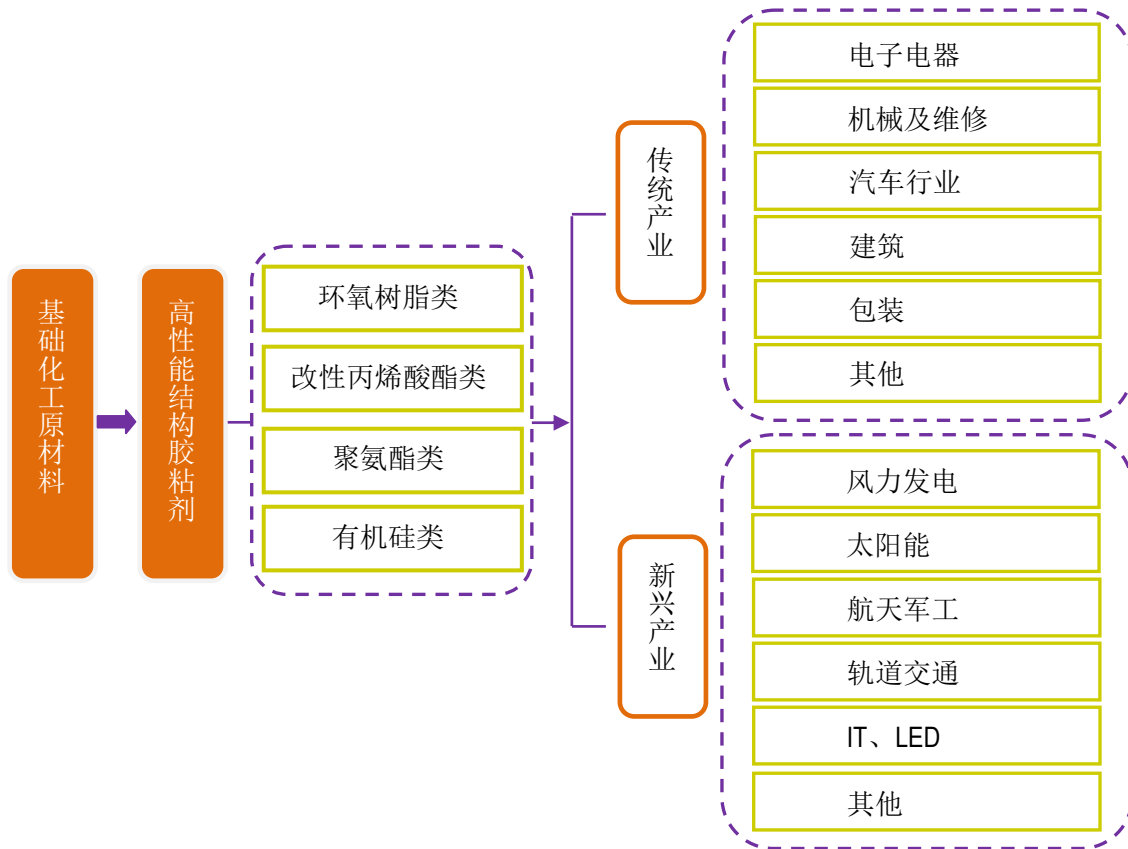 基础化工原材料
高性能结构胶粘剂
环氧树脂类
改性丙烯酸酯类
聚氨酯类
有机硅类
传统产业
电子电器
机械及维修
汽车行业
建筑
包装
其他
新兴产业
风力发电
太阳能
航天军工
轨道交通
IT、LED
其他